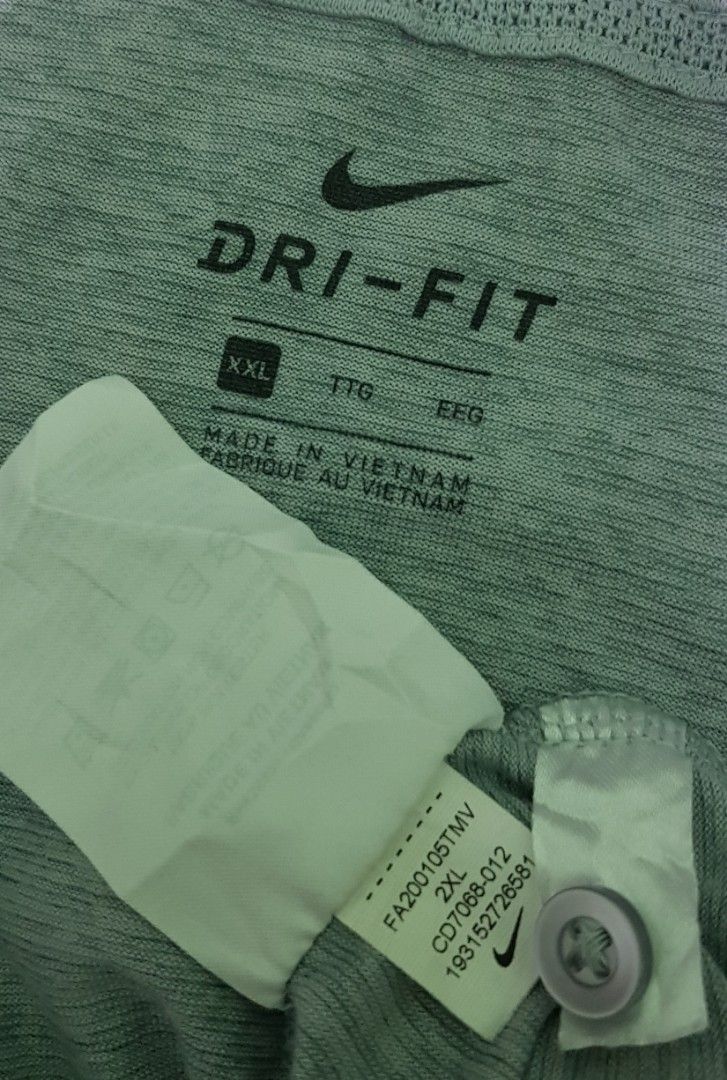 DRI-FIT
XXL TTG EEG
MADE IN VIETNAM
FABRIQUE AU VIETNAM
FA200105TMV
2XL
CD7068-012
193152726581